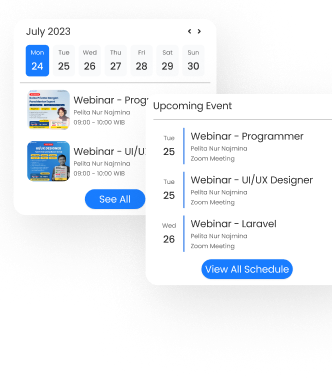 July 2023
Mon Tue Wed Thu Fri Sat Sun
24 25 26 27 28 29 30
Webinar - Prog
Pelita Nur Najmina
09:00 - 10:00 WIB
Webinar - UI/U
Pelita Nur Najmina
09:00 - 10:00 WIB
See All
Upcoming Event
Tue
25
Webinar - Programmer
Pelita Nur Najmina
Zoom Meeting
Tue
25
Webinar - UI/UX Designer
Pelita Nur Najmina
Zoom Meeting
Wed
26
Webinar - Laravel
Pelita Nur Najmina
Zoom Meeting
View All Schedule